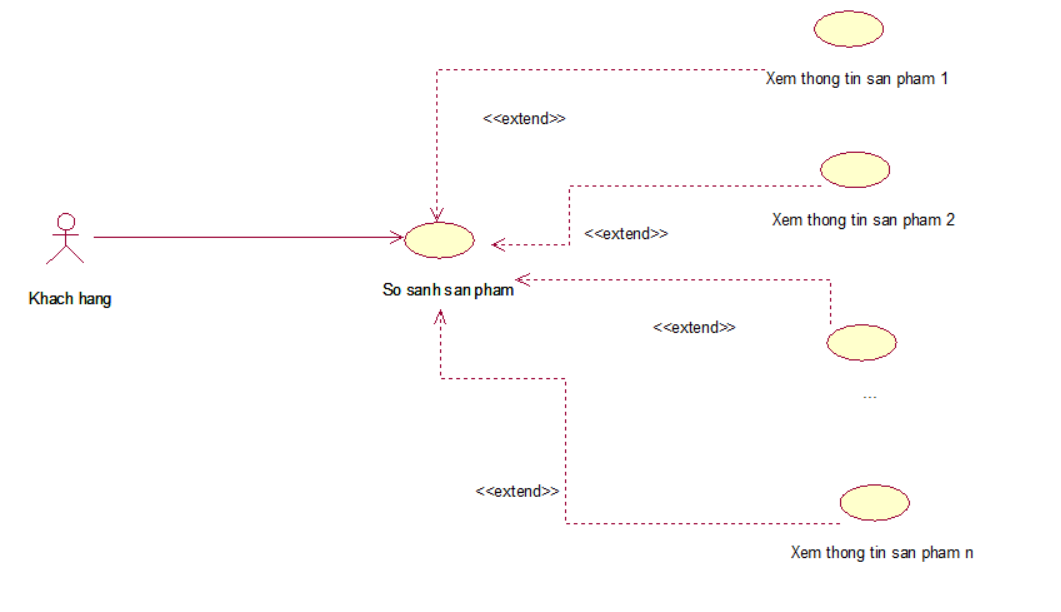 Xem thong tin san pham 1
<<extend>>
Xem thong tin san pham 2
<<extend>>
Khach hang
So sanh san pham
<<extend>>
...
<<extend>>
Xem thong tin san pham n